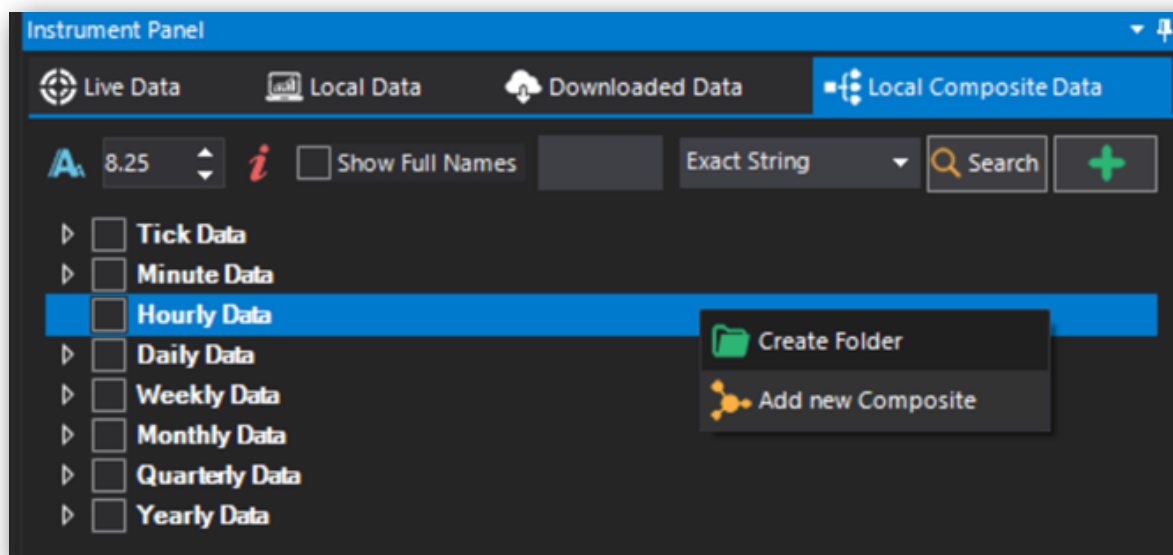 Instrument Panel
Live Data Local Data Downloaded Data Local Composite Data
8.25 Show Full Names Exact String Search
Tick Data
Minute Data
Hourly Data
Create Folder
Daily Data
Weekly Data
Add new Composite
Monthly Data
Quarterly Data
Yearly Data